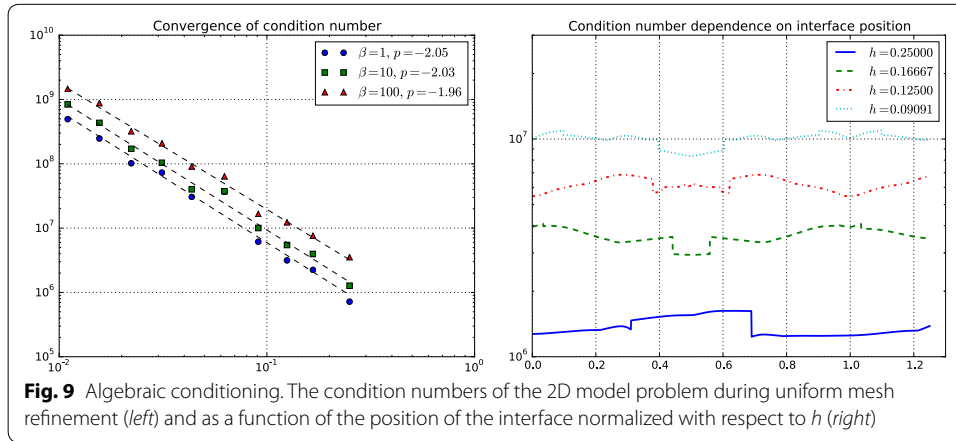 Convergence of condition number
10^10
10^9
10^8
10^7
10^6
10^5
10^-2
10^-1
10^0
β=1, p=−2.05
β=10, p=−2.03
β=100, p=−1.96
Condition number dependence on interface position
10^7
10^6
0.0 0.2 0.4 0.6 0.8 1.0 1.2
h=0.25000
h=0.16667
h=0.12500
h=0.09091
Fig. 9 Algebraic conditioning. The condition numbers of the 2D model problem during uniform mesh
refinement (left) and as a function of the position of the interface normalized with respect to h (right)